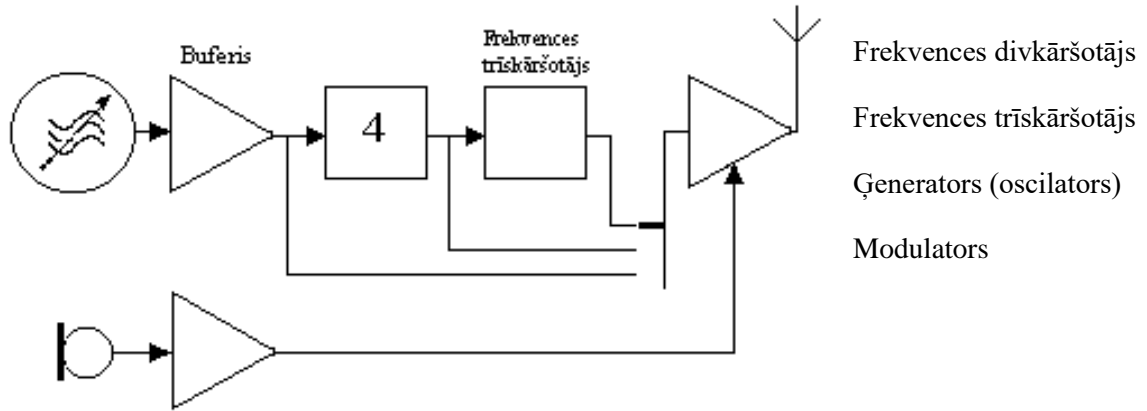 Buferis
Frekvences
trīskāršotājs
4
Frekvences divkāršotājs
Frekvences trīskāršotājs
Ģenerators (oscilators)
Modulators